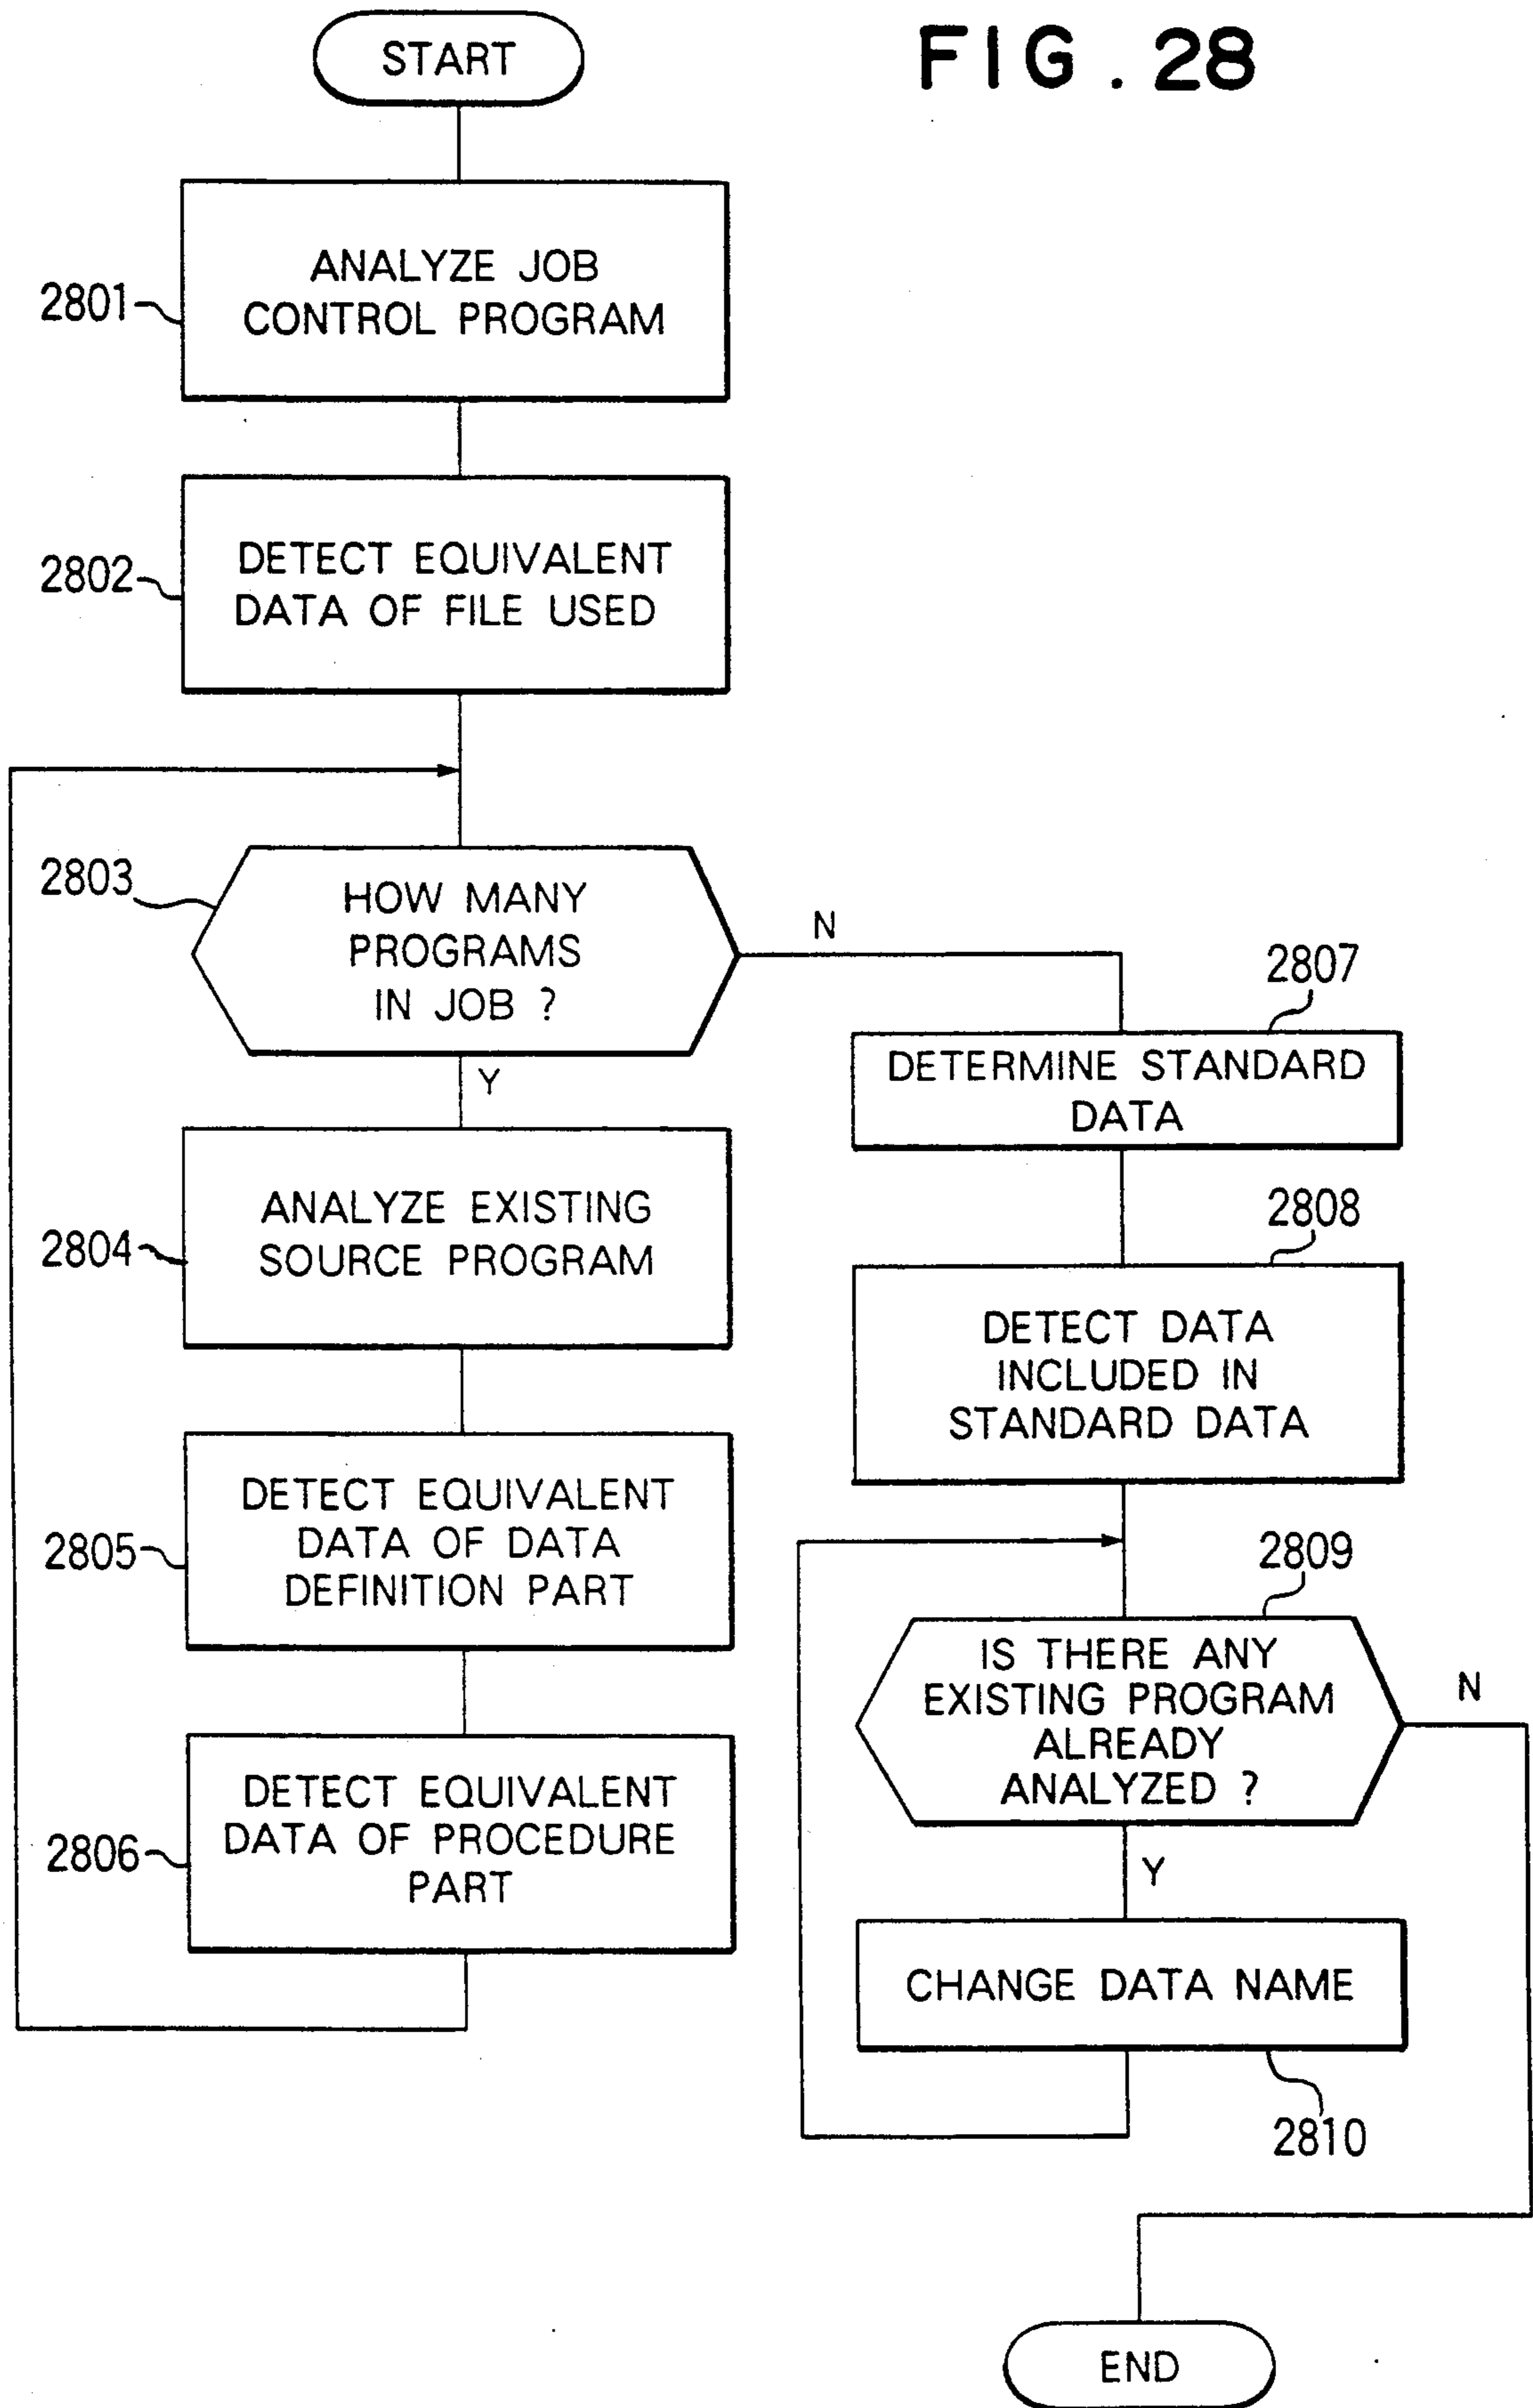 FIG. 28
START
2801
ANALYZE JOB
CONTROL PROGRAM
2802
DETECT EQUIVALENT
DATA OF FILE USED
2803
HOW MANY
PROGRAMS
IN JOB ?
N
Y
2804
ANALYZE EXISTING
SOURCE PROGRAM
2805
DETECT EQUIVALENT
DATA OF DATA
DEFINITION PART
2806
DETECT EQUIVALENT
DATA OF PROCEDURE
PART
2807
DETERMINE STANDARD
DATA
2808
DETECT DATA
INCLUDED IN
STANDARD DATA
2809
IS THERE ANY
EXISTING PROGRAM
ALREADY
ANALYZED ?
N
Y
CHANGE DATA NAME
2810
END